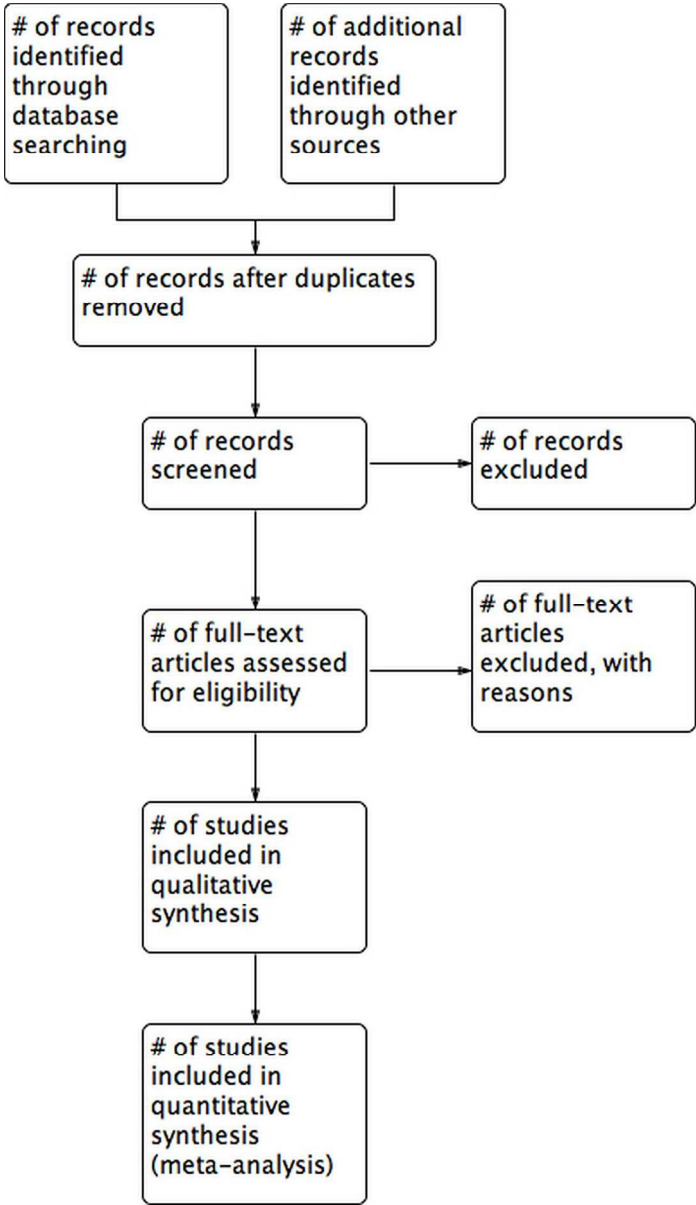 # of records
identified
through
database
searching
# of additional
records
identified
through other
sources
# of records after duplicates
removed
# of records
screened
# of records
excluded
# of full-text
articles assessed
for eligibility
# of full-text
articles
excluded, with
reasons
# of studies
included in
qualitative
synthesis
# of studies
included in
quantitative
synthesis
(meta-analysis)